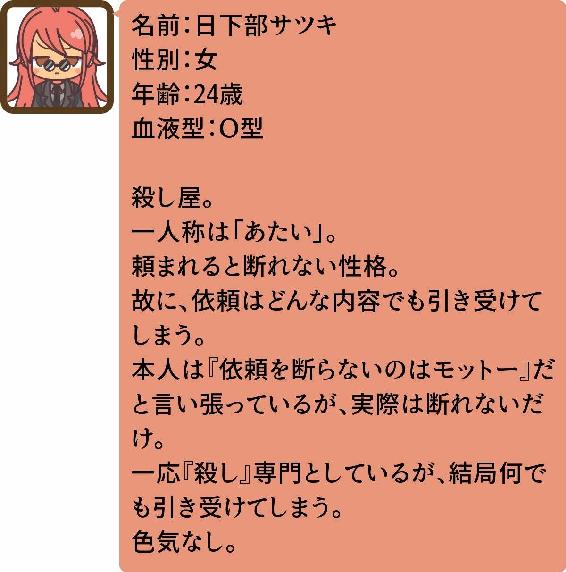 名前：日下部サツキ
性別：女
年齢：24歳
血液型：O型
殺し屋。
一人称は「あたい」。
頼まれると断れない性格。
故に、依頼はどんな内容でも引き受けて
しまう。
本人は『依頼を断らないのはモットー』だ
と言い張っているが、実際は断れないだ
け。
一応『殺し』専門としているが、結局何で
も引き受けてしまう。
色気なし。